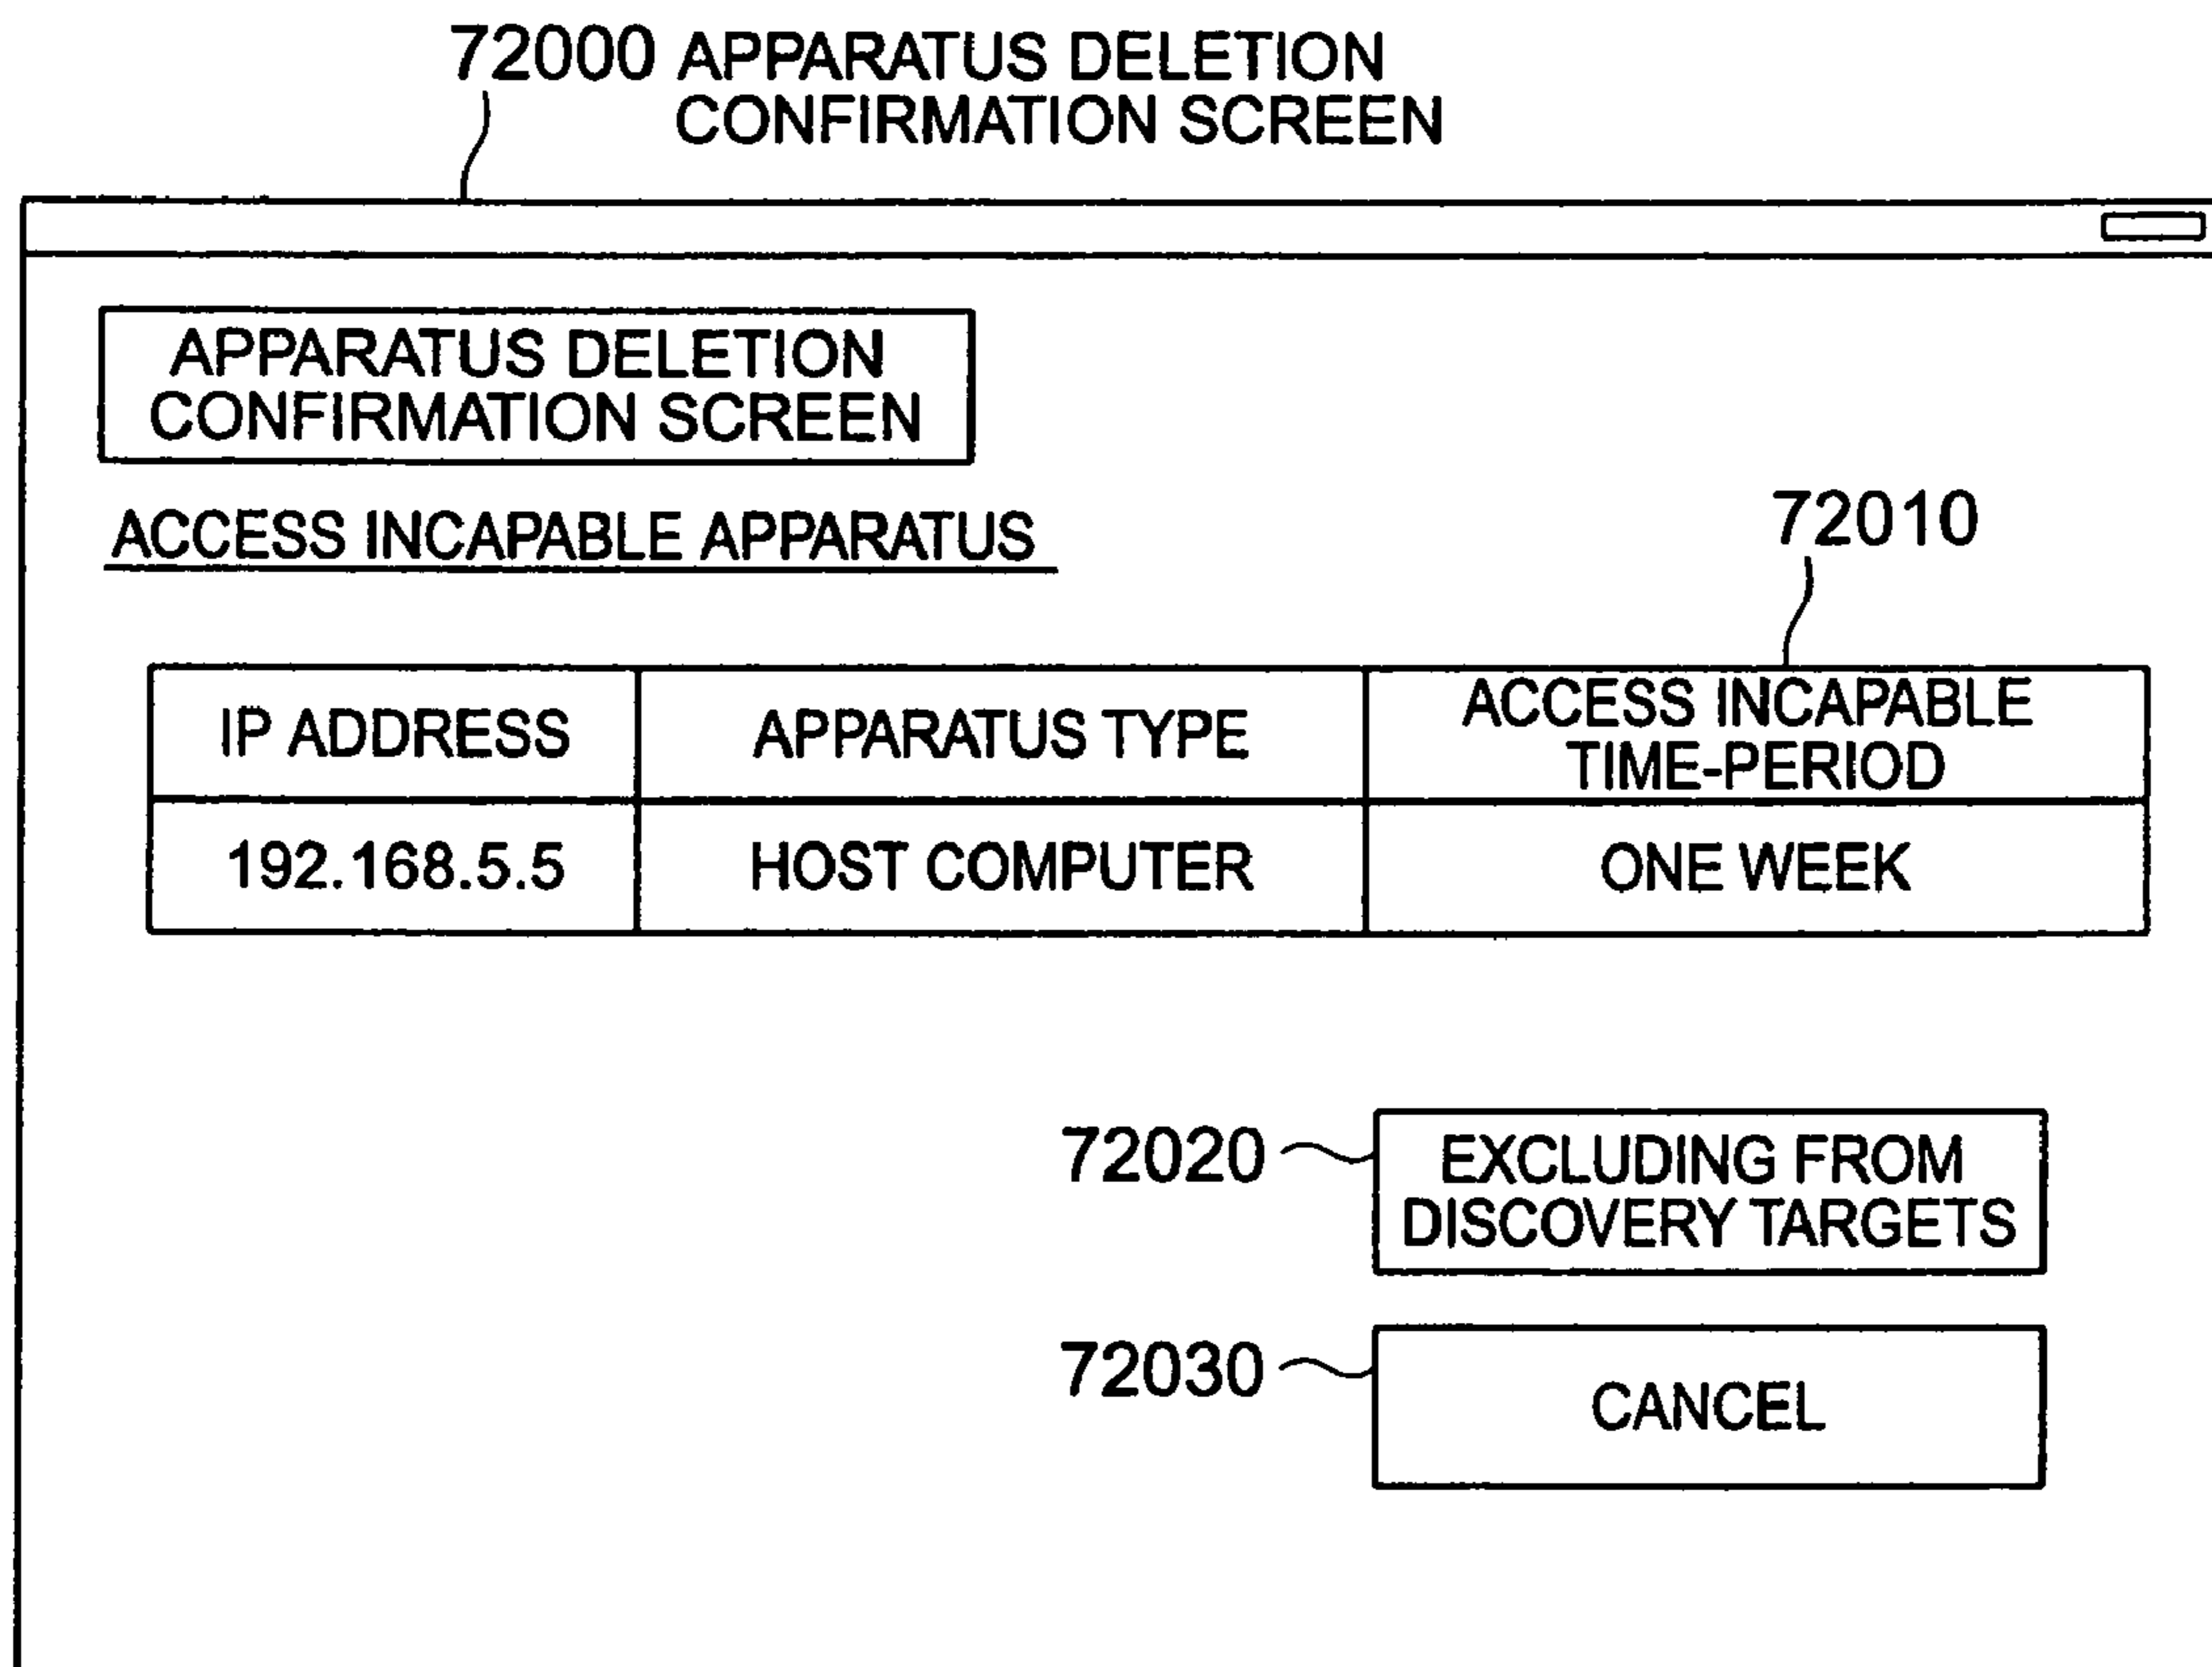 72000 APPARATUS DELETION
CONFIRMATION SCREEN
APPARATUS DELETION
CONFIRMATION SCREEN
ACCESS INCAPABLE APPARATUS
72010
IP ADDRESS
APPARATUS TYPE
ACCESS INCAPABLE
TIME-PERIOD
192.168.5.5
HOST COMPUTER
ONE WEEK
72020
EXCLUDING FROM
DISCOVERY TARGETS
72030
CANCEL